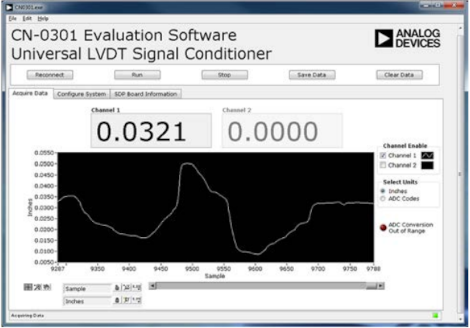 CN0301.exe
File Edit Help
CN-0301 Evaluation Software
Universal LVDT Signal Conditioner
ANALOG
DEVICES
Reconnect Run Stop Save Data Clear Data
Acquire Data Configure System SDP Board Information
Channel 1 Channel 2
0.0321 0.0000
Channel Enable
Channel 1
Channel 2
Select Units
Inches
ADC Codes
ADC Conversion
Out of Range
0.0550
0.0500
0.0450
0.0400
0.0350
0.0300
0.0250
0.0200
0.0150
0.0100
Inches
9287 9350 9400 9450 9500 9550 9600 9650 9700 9750 9788
Sample
Sample
Inches
Acquiring Data